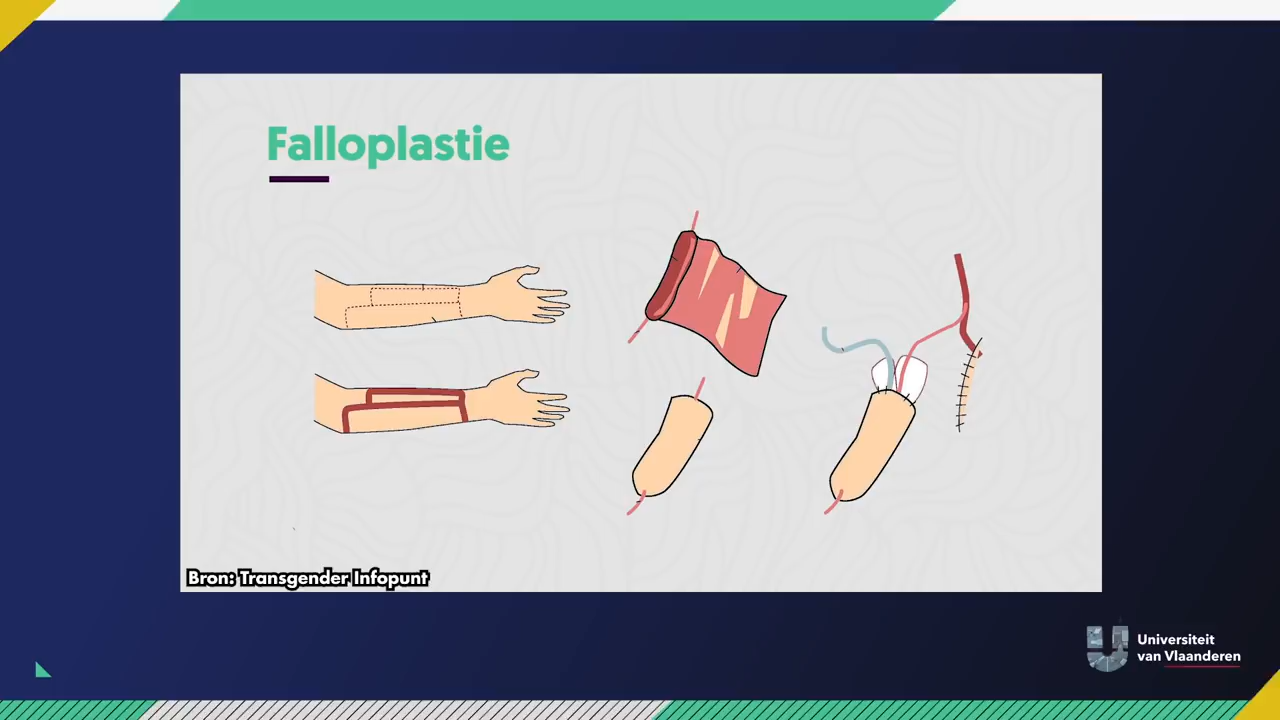 Falloplastie
Bron: Transgender Infopunt
Universiteit
van Vlaanderen